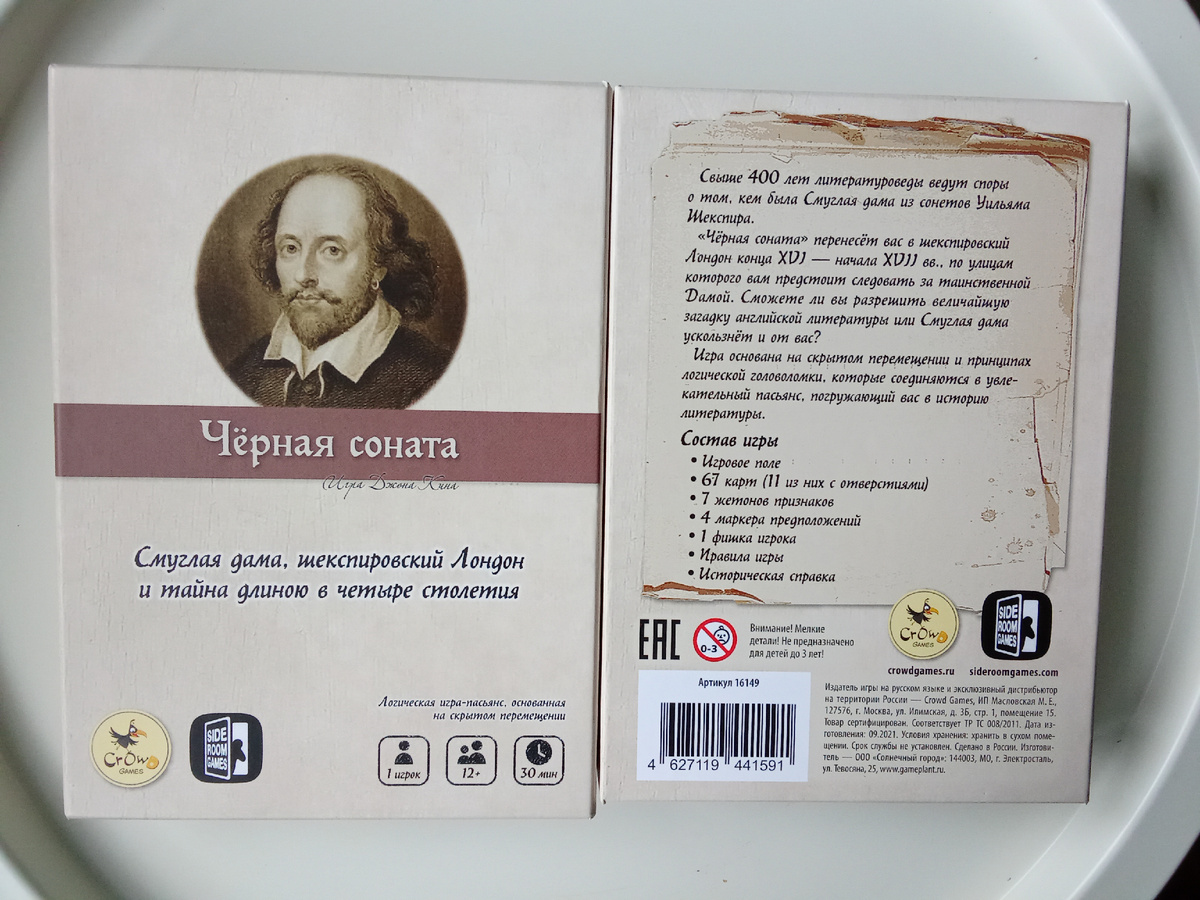 Чёрная соната
Игра Джона Кина
Смуглая дама, шекспировский Лондон
и тайна длиною в четыре столетия
Логическая игра-пасьянс, основанная
на скрытом перемещении
CrOwD
GAMES
SIDE
ROOM
GAMES
1 игрок
12+
30 мин
Свыше 400 лет литературоведы ведут споры
о том, кем была Смуглая дама из сонетов Уильяма
Шекспира.
«Чёрная соната» перенесёт вас в шекспировский
Лондон конца XVI — начала XVII вв., по улицам
которого вам предстоит следовать за таинственной
Дамой. Сможете ли вы разрешить величайшую
загадку английской литературы или Смуглая дама
ускользнёт и от вас?
Игра основана на скрытом перемещении и принципах
логической головоломки, которые соединяются в увле-
кательный пасьянс, погружающий вас в историю
литературы.
Состав игры
• Игровое поле
• 67 карт (11 из них с отверстиями)
• 7 жетонов признаков
• 4 маркера предположений
• 1 фишка игрока
• Правила игры
• Историческая справка
EAC
0-3
Внимание! Мелкие
детали! Не предназначено
для детей до 3 лет!
CrOwD
GAMES
crowdgames.ru
SIDE
ROOM
GAMES
sideroomgames.com
Артикул 16149
4 627119 441591
Издатель игры на русском языке и эксклюзивный дистрибьютор
на территории России — Crowd Games, ИП Масловская М. Е.,
127576, г. Москва, ул. Илимская, д. 3Б, стр. 1, помещение 15.
Товар сертифицирован. Соответствует ТР ТС 008/2011. Дата из-
готовления: 09.2021. Условия хранения: хранить в сухом поме-
щении. Срок службы не установлен. Сделано в России. Изготови-
тель — ООО «Солнечный город»: 144003, МО, г. Электросталь,
ул. Тевосяна, 25, www.gameplant.ru.